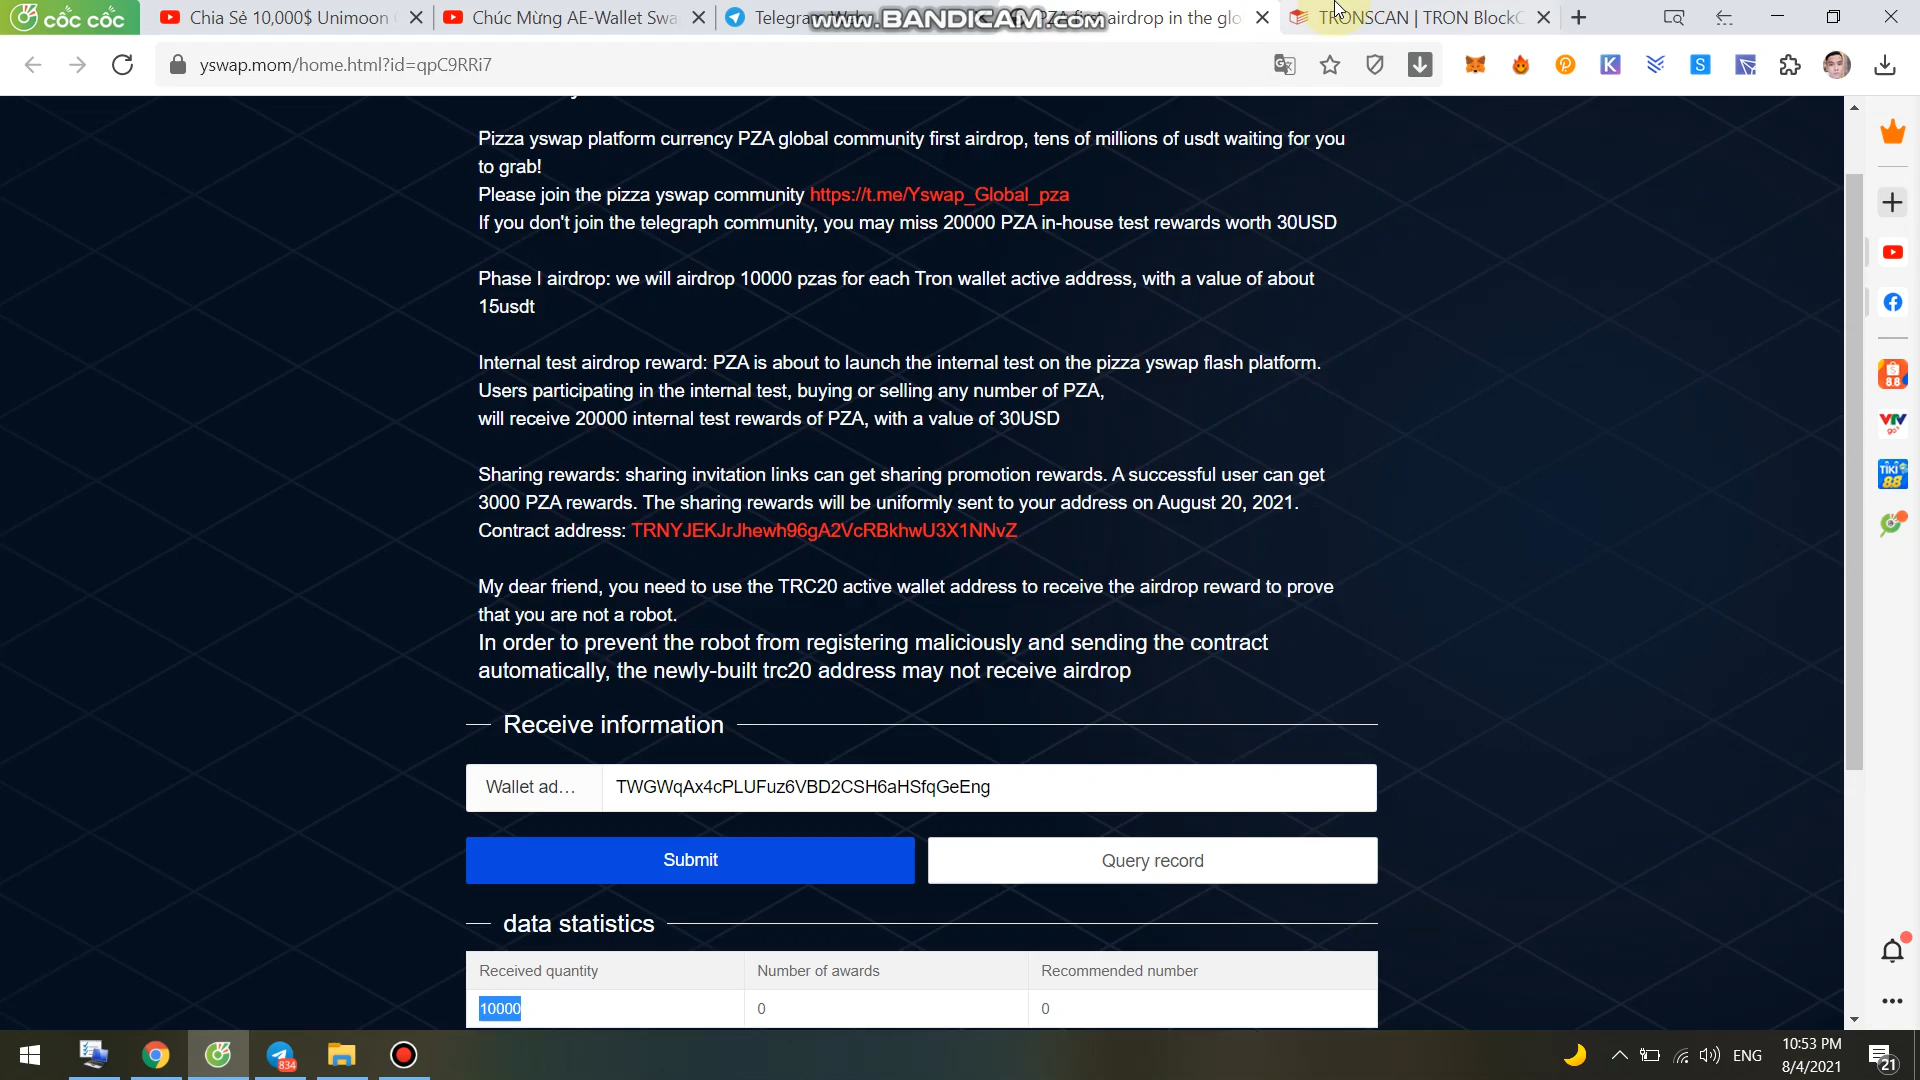 cốc cốc
Chia Sẻ 10,000$ Unimoon
Chúc Mừng AE-Wallet Swa
Telegra
PZA first airdrop in the glo
TRONSCAN | TRON BlockC
www.BANDICAM.COM
yswap.mom/home.html?id=qpC9RRi7
Pizza yswap platform currency PZA global community first airdrop, tens of millions of usdt waiting for you
to grab!
Please join the pizza yswap community https://t.me/Yswap_Global_pza
If you don't join the telegraph community, you may miss 20000 PZA in-house test rewards worth 30USD
Phase I airdrop: we will airdrop 10000 pzas for each Tron wallet active address, with a value of about
15usdt
Internal test airdrop reward: PZA is about to launch the internal test on the pizza yswap flash platform.
Users participating in the internal test, buying or selling any number of PZA,
will receive 20000 internal test rewards of PZA, with a value of 30USD
Sharing rewards: sharing invitation links can get sharing promotion rewards. A successful user can get
3000 PZA rewards. The sharing rewards will be uniformly sent to your address on August 20, 2021.
Contract address: TRNYJEKJrJhewh96gA2VcRBkhwU3X1NNvZ
My dear friend, you need to use the TRC20 active wallet address to receive the airdrop reward to prove
that you are not a robot.
In order to prevent the robot from registering maliciously and sending the contract
automatically, the newly-built trc20 address may not receive airdrop
Receive information
Wallet ad... TWGWqAx4cPLUFuz6VBD2CSH6aHSfqGeEng
Submit
Query record
data statistics
Received quantity
Number of awards
Recommended number
10000
0
0
8.8
VTV
go
TIKI
8.8
834
ENG
10:53 PM
8/4/2021
21